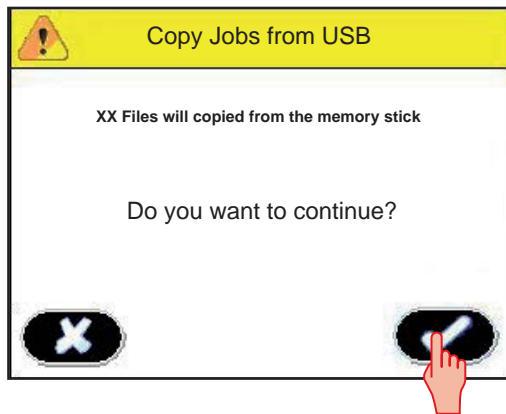 Copy Jobs from USB
XX Files will copied from the memory stick
Do you want to continue?